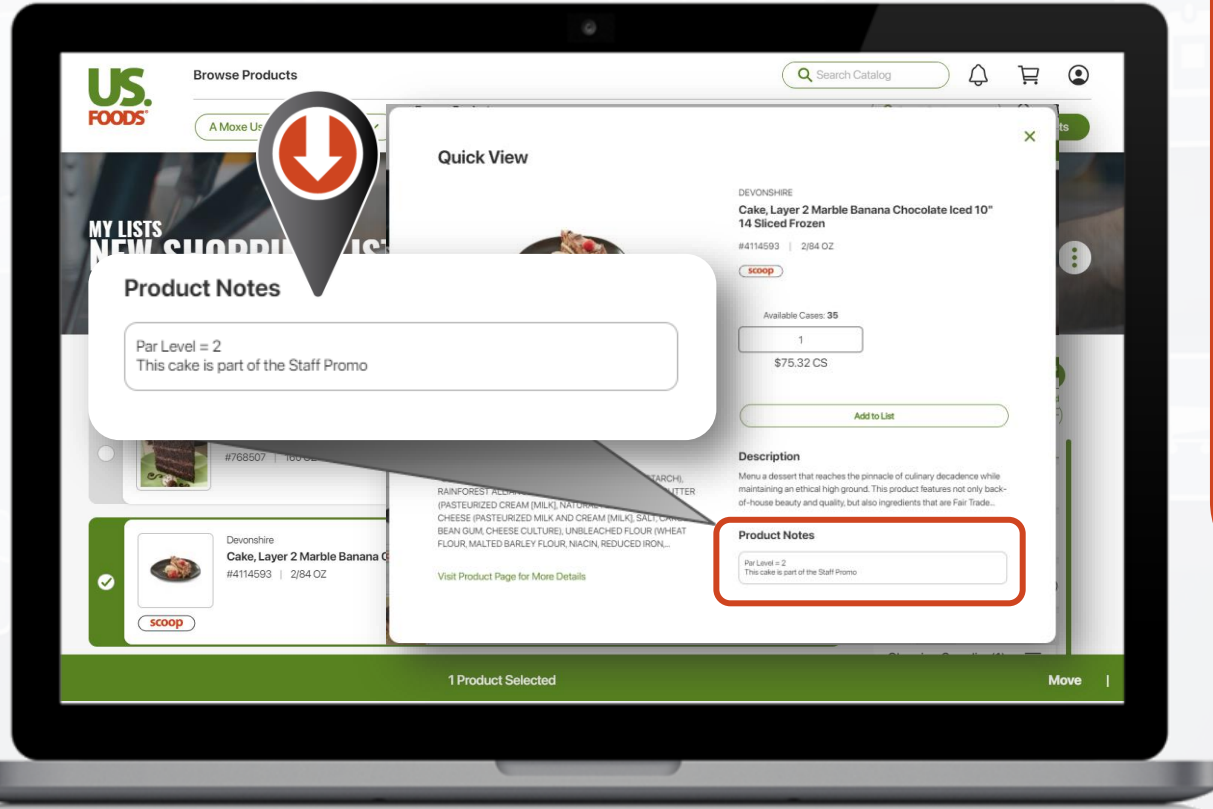 US.
FOODS
Browse Products
Search Catalog
A Moxe
MY LISTS
NEW SHOPPING
Quick View
DEVONSHIRE
Cake, Layer 2 Marble Banana Chocolate Iced 10"
14 Sliced Frozen
#4114593 | 2/84 OZ
scoop
Available Cases: 35
1
$75.32 CS
Add to List
Product Notes
Par Level = 2
This cake is part of the Staff Promo
#768507 |
RAINFOREST
(PASTEURIZED CREAM [MILK],
CHEESE (PASTEURIZED MILK AND CREAM [MILK], SALT,
BEAN GUM, CHEESE CULTURE), UNBLEACHED FLOUR (WHEAT
FLOUR, MALTED BARLEY FLOUR, NIACIN, REDUCED IRON,...
Visit Product Page for More Details
Description
Menu a dessert that reaches the pinnacle of culinary decadence while
maintaining an ethical high ground. This product features not only back-
of-house beauty and quality, but also ingredients that are Fair Trade...
Product Notes
Par Level = 2
This cake is part of the Staff Promo
Devonshire
Cake, Layer 2 Marble Banana
#4114593 | 2/84 OZ
scoop
1 Product Selected
Move |